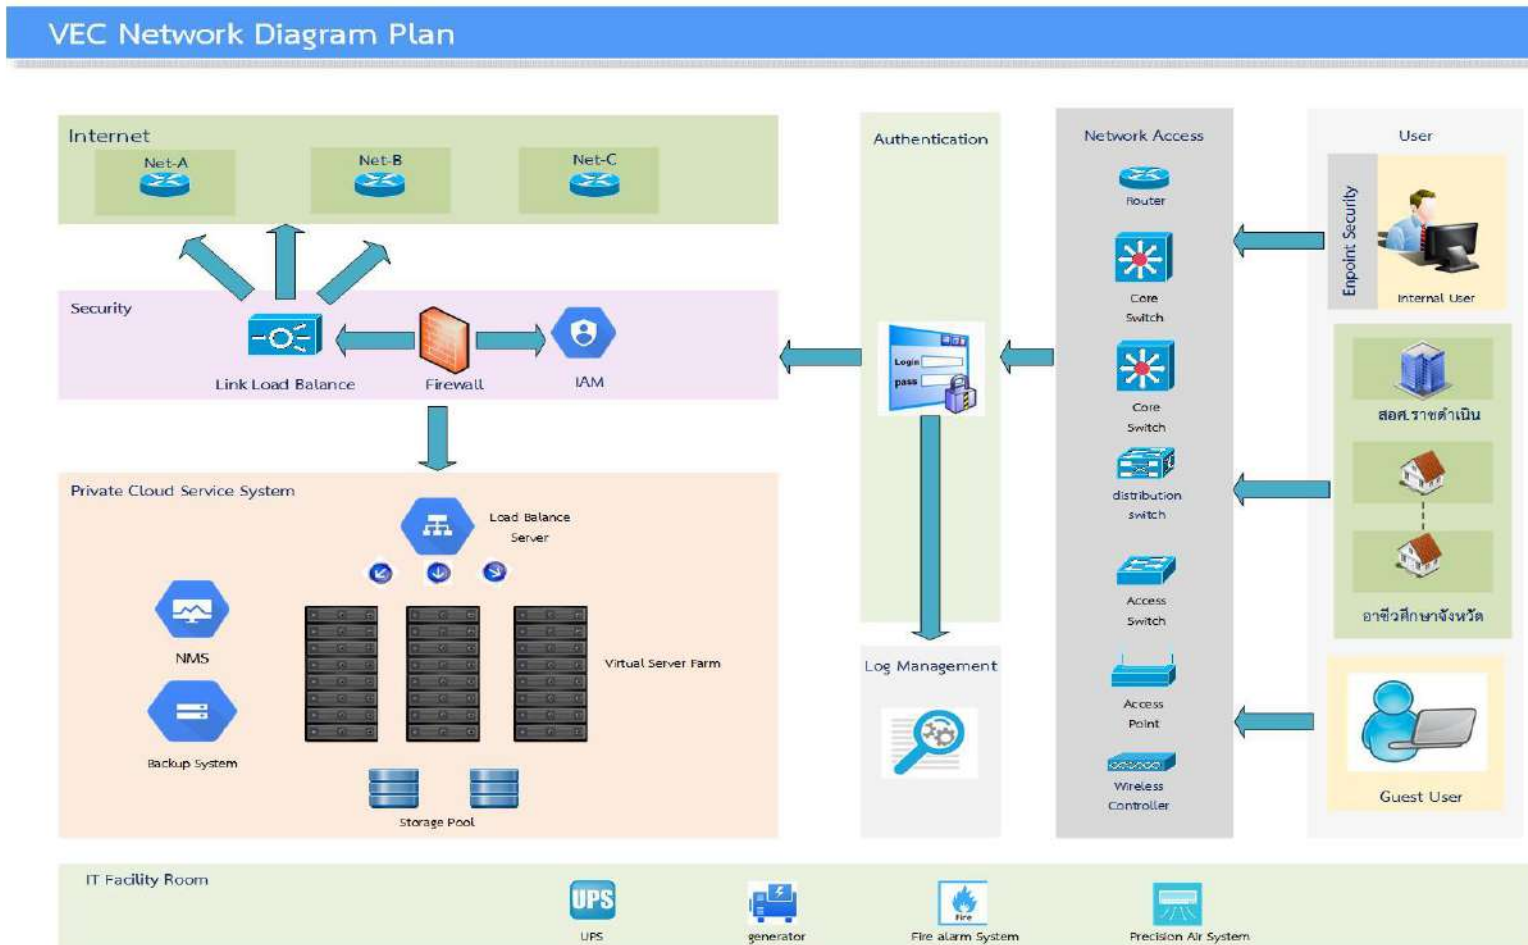 VEC Network Diagram Plan
Internet
Net-A
Net-B
Net-C
Security
Link Load Balance
Firewall
IAM
Private Cloud Service System
Load Balance
Server
NMS
Backup System
Virtual Server Farm
Storage Pool
Authentication
Login
pass
Log Management
Network Access
Router
Core
Switch
Core
Switch
distribution
switch
Access
Switch
Access
Point
Wireless
Controller
User
Enpoint Security
Internal User
สอศ.ราชดำเนิน
อาชีวศึกษาจังหวัด
Guest User
IT Facility Room
UPS
UPS
generator
Fire
Fire alarm System
Precision Air System